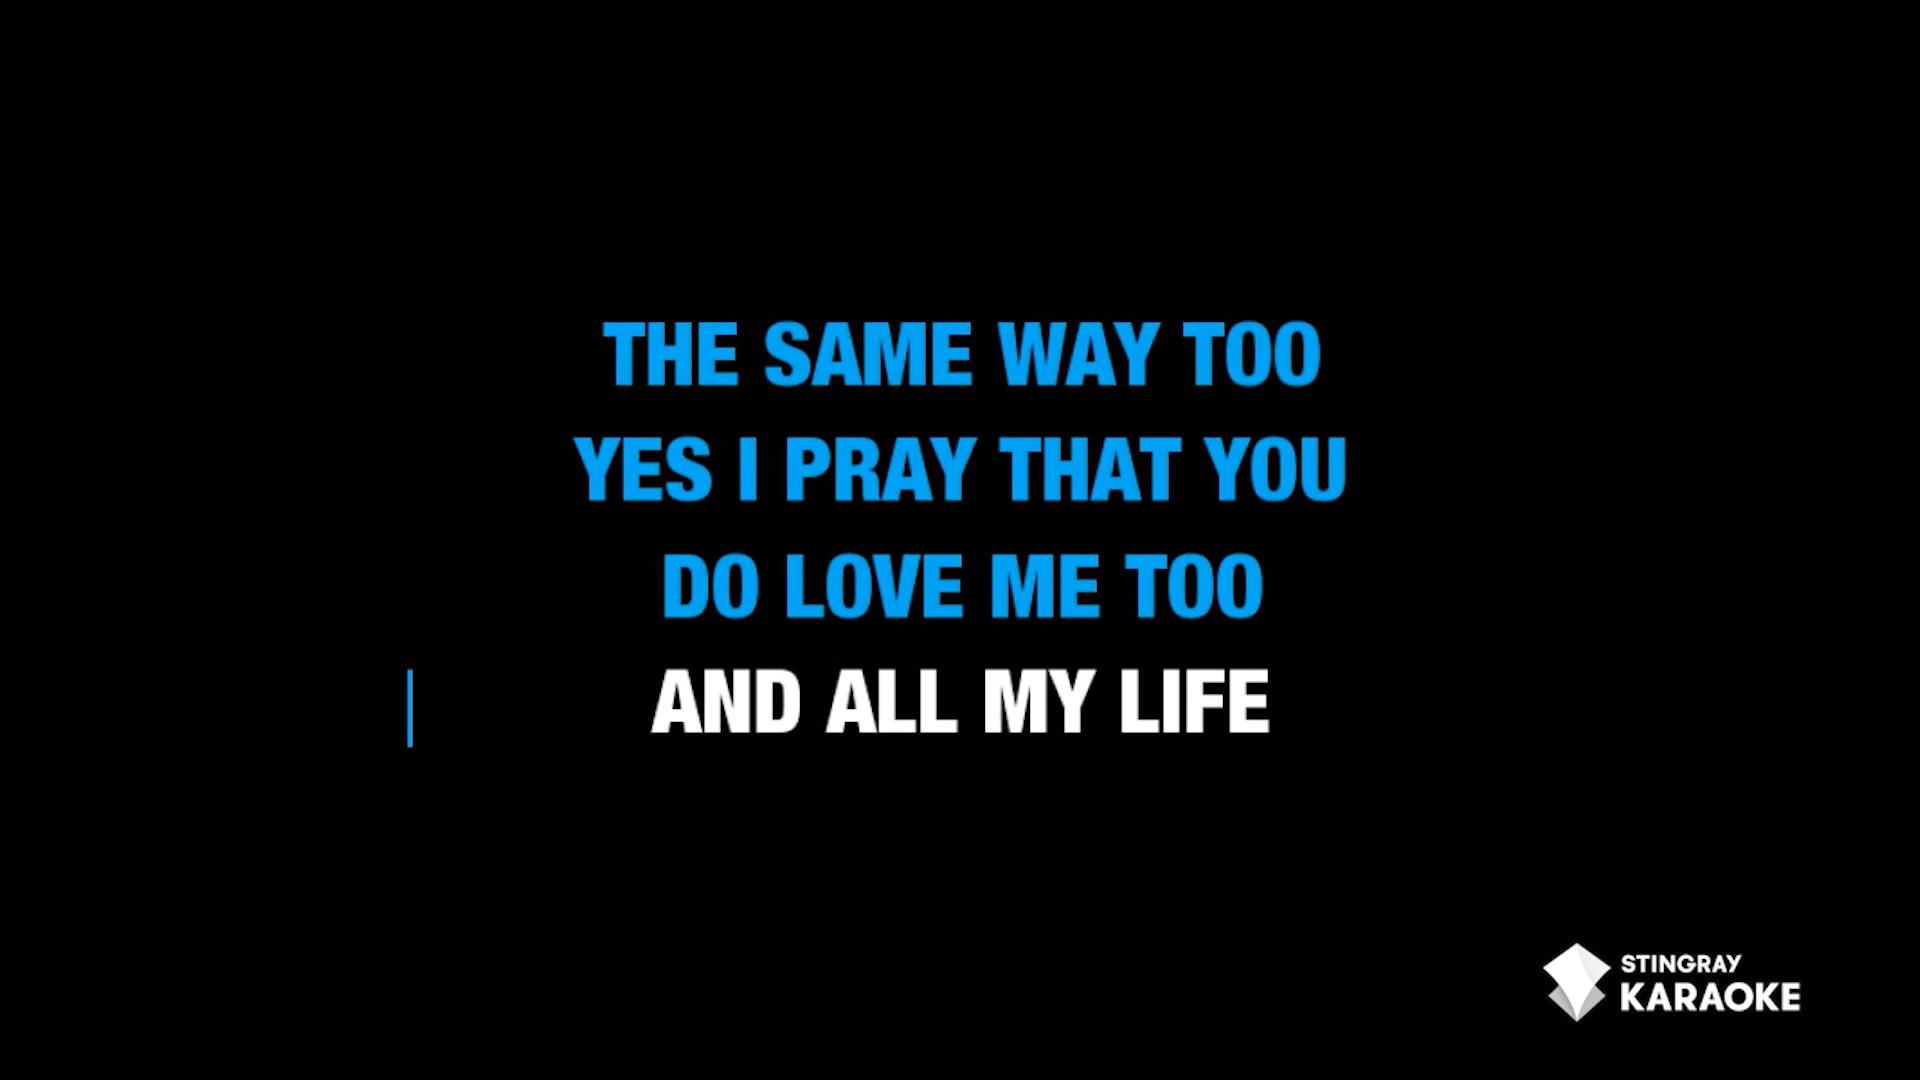 THE SAME WAY TOO
YES I PRAY THAT YOU
DO LOVE ME TOO
AND ALL MY LIFE
STINGRAY
KARAOKE